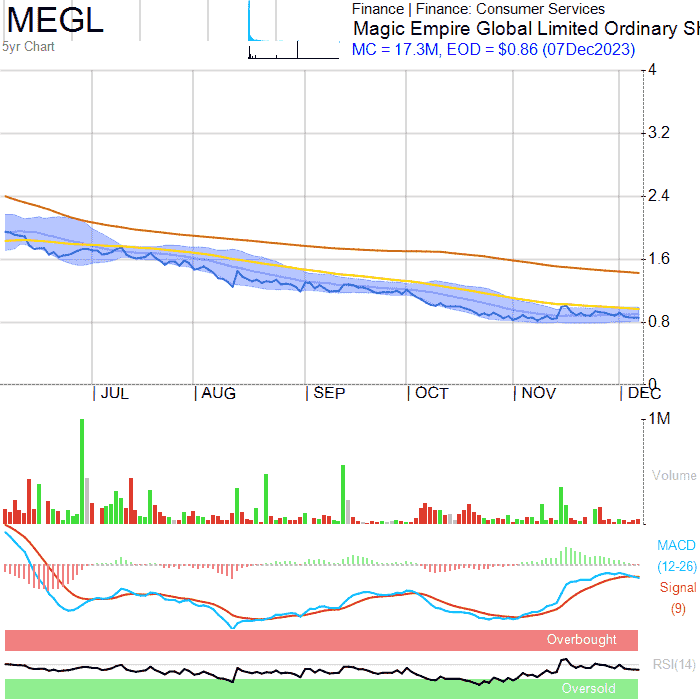 MEGL
5yr Chart
Finance | Finance: Consumer Services
Magic Empire Global Limited Ordinary Sh
MC = 17.3M, EOD = $0.86 (07Dec2023)
4
3.2
2.4
1.6
0.8
0
JUL AUG SEP OCT NOV DEC
1M
Volume
MACD
(12-26)
Signal
(9)
Overbought
RSI(14)
Oversold